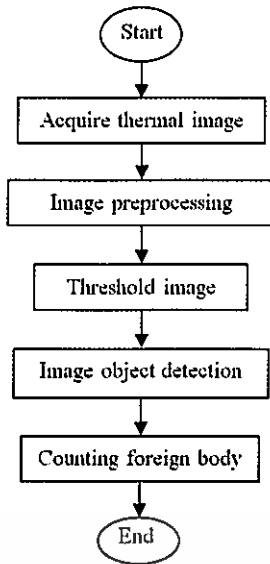 Start
Acquire thermal image
Image preprocessing
Threshold image
Image object detection
Counting foreign body
End